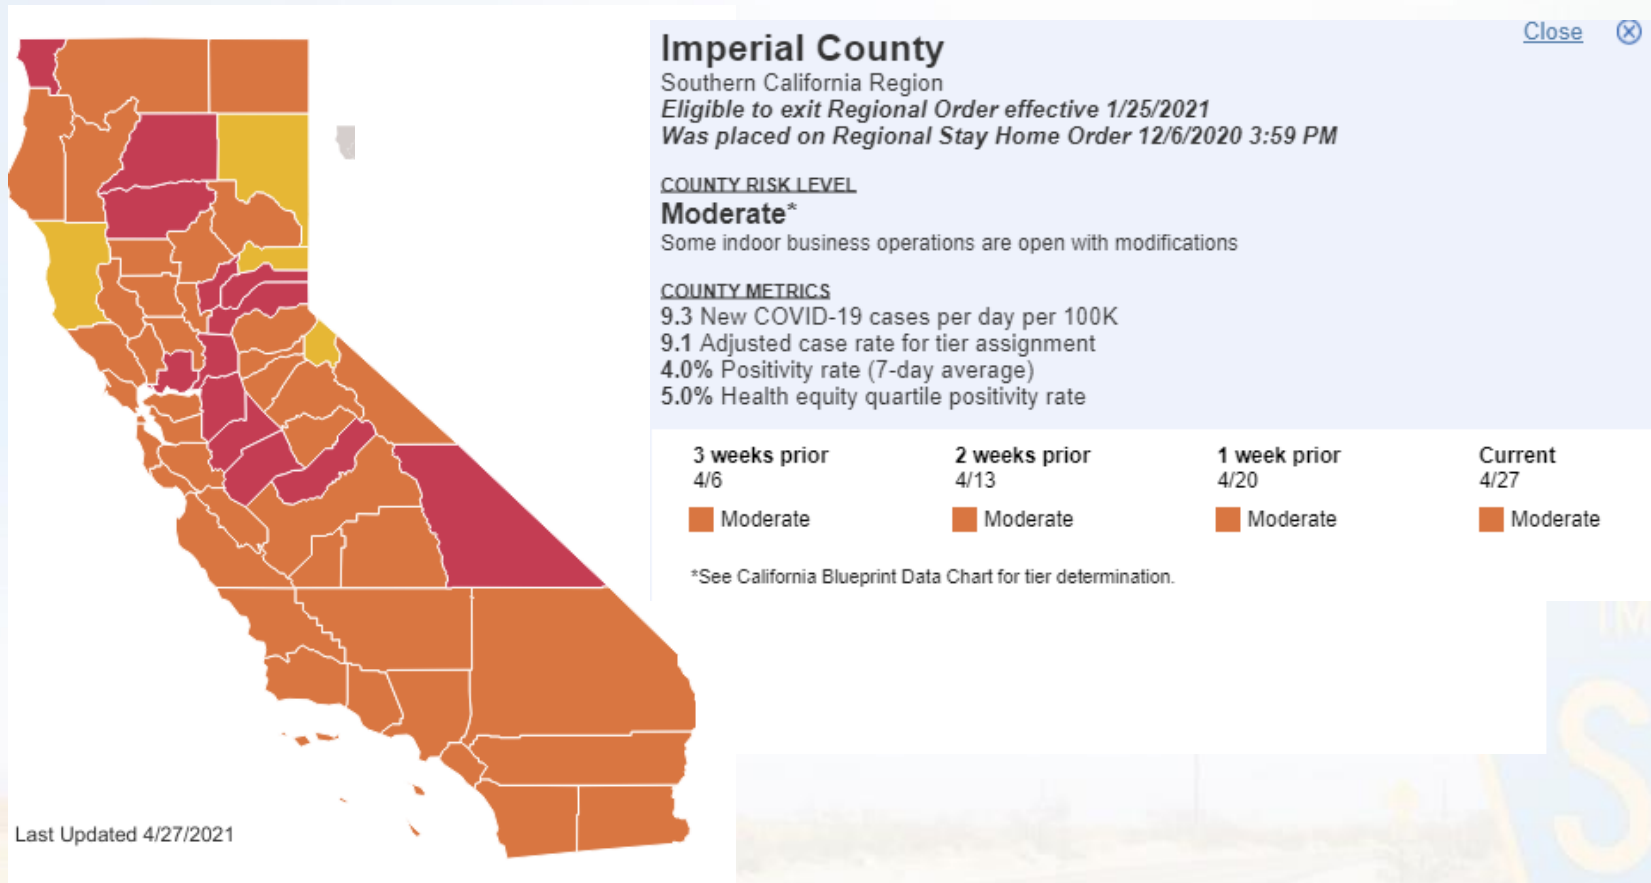 Close
Imperial County
Southern California Region
Eligible to exit Regional Order effective 1/25/2021
Was placed on Regional Stay Home Order 12/6/2020 3:59 PM
COUNTY RISK LEVEL
Moderate*
Some indoor business operations are open with modifications
COUNTY METRICS
9.3 New COVID-19 cases per day per 100K
9.1 Adjusted case rate for tier assignment
4.0% Positivity rate (7-day average)
5.0% Health equity quartile positivity rate
3 weeks prior 2 weeks prior 1 week prior Current
4/6 4/13 4/20 4/27
Moderate Moderate Moderate Moderate
*See California Blueprint Data Chart for tier determination.
Last Updated 4/27/2021